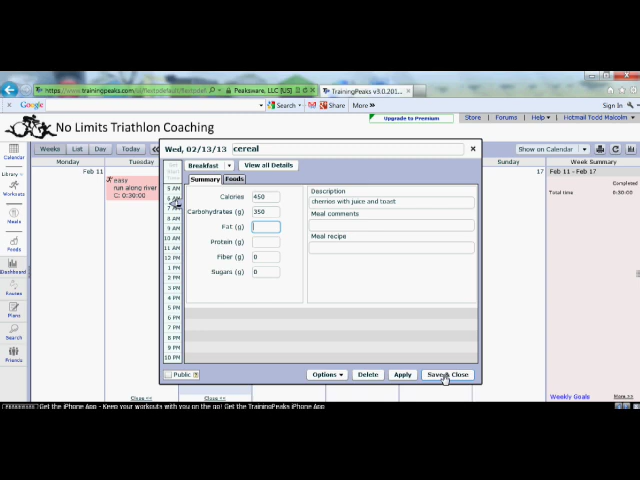 https://www.trainingpeaks.com/ui/flextsdefault/flextsdef.
Peaksware, LLC [US]
TrainingPeaks v3.0.201...
Google
Search
Share
More »
Sign In
No Limits Triathlon Coaching
Upgrade to Premium
Store
Forums
Help
Hotmail Todd Malcolm
Calendar
Library
Workouts
Meals
Foods
Dashboard
Routes
Plans
Search
Friends
Weeks
List
Day
Today
Show on Calendar
Monday
Tuesday
Sunday
Week Summary
Feb 11
17
Feb 11 - Feb 17
Completed
Total time
0:30:00
easy
run along river
C: 0:30:00
Wed, 02/13/13
cereal
Breakfast
View all Details
Summary
Foods
5 AM
6 AM
9 AM
10 AM
11 AM
12 PM
1 PM
2 PM
3 PM
4 PM
5 PM
6 PM
7 PM
8 PM
9 PM
10 PM
Calories
450
Carbohydrates (g)
350
Fat (g)
Protein (g)
Fiber (g)
0
Sugars (g)
0
Description
cherrios with juice and toast
Meal comments
Meal recipe
Public
Options
Delete
Apply
Save & Close
Close <<
Close <<
Weekly Goals
More >>
Get the iPhone App - Keep your workouts with you on the go! Get the TrainingPeaks iPhone App